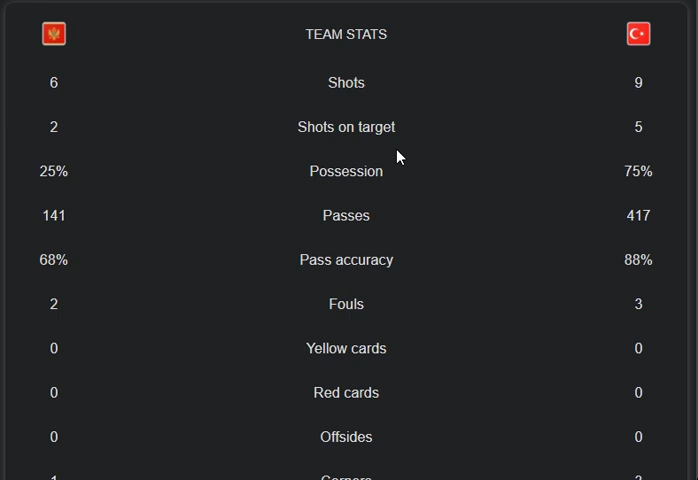 TEAM STATS
6 Shots 9
2 Shots on target 5
25% Possession 75%
141 Passes 417
68% Pass accuracy 88%
2 Fouls 3
0 Yellow cards 0
0 Red cards 0
0 Offsides 0